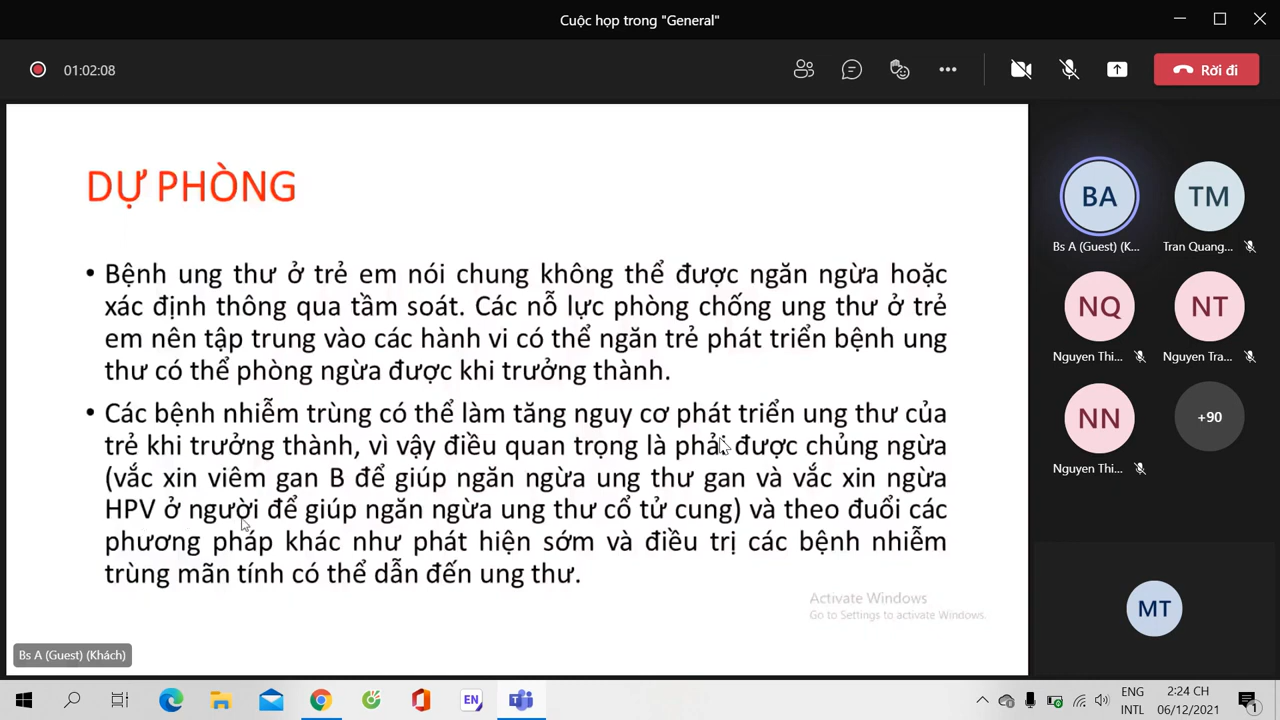 Cuộc họp trong "General"
01:02:08
Rời đi
DỰ PHÒNG
• Bệnh ung thư ở trẻ em nói chung không thể được ngăn ngừa hoặc
xác định thông qua tầm soát. Các nỗ lực phòng chống ung thư ở trẻ
em nên tập trung vào các hành vi có thể ngăn trẻ phát triển bệnh ung
thư có thể phòng ngừa được khi trưởng thành.
• Các bệnh nhiễm trùng có thể làm tăng nguy cơ phát triển ung thư của
trẻ khi trưởng thành, vì vậy điều quan trọng là phải được chủng ngừa
(vắc xin viêm gan B để giúp ngăn ngừa ung thư gan và vắc xin ngừa
HPV ở người để giúp ngăn ngừa ung thư cổ tử cung) và theo đuổi các
phương pháp khác như phát hiện sớm và điều trị các bệnh nhiễm
trùng mãn tính có thể dẫn đến ung thư.
Activate Windows
Go to Settings to activate Windows.
Bs A (Guest) (Khách)
BA
TM
Bs A (Guest) (K...
Tran Quang...
NQ
NT
Nguyen Thi...
Nguyen Tra...
NN
+90
Nguyen Thi...
MT
EN
ENG
INTL
2:24 CH
06/12/2021
1